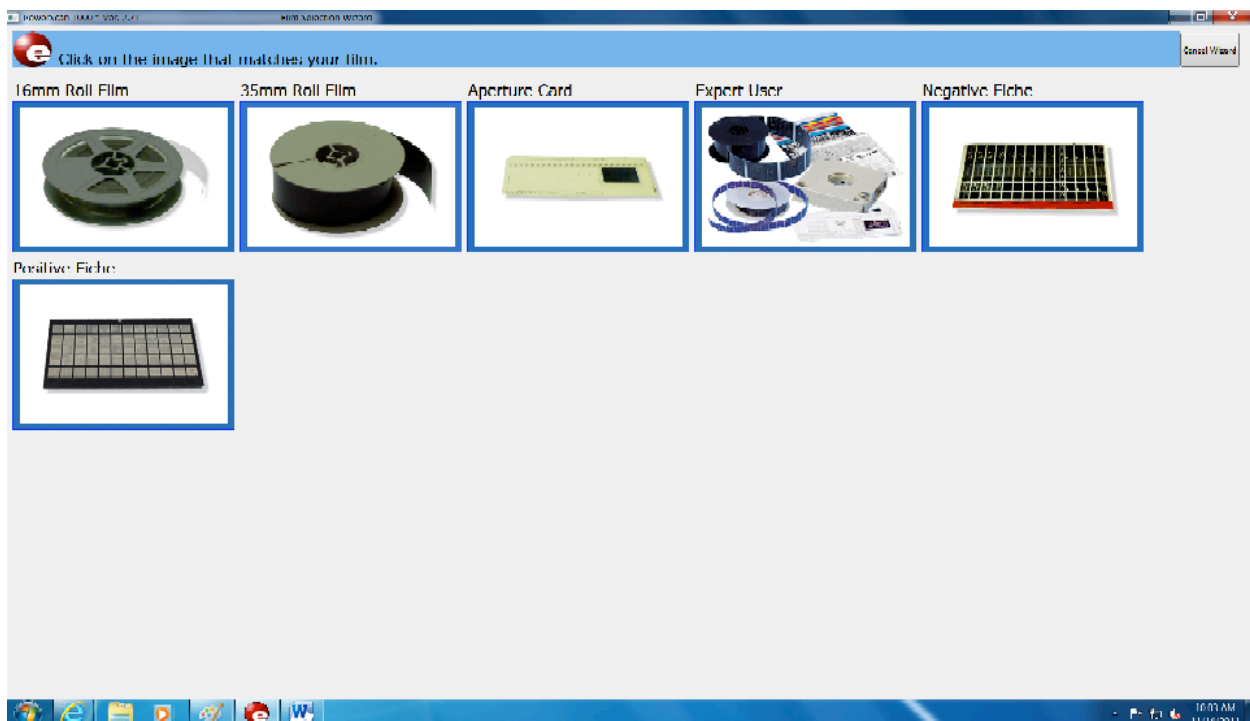 Film Selection Wizard
Click on the image that matches your film.
Cancel Wizard
16mm Roll Film
35mm Roll Film
Aperture Card
Expert User
Negative Fiche
Positive Fiche
10:03 AM